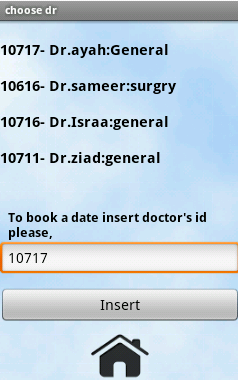 choose dr
10717- Dr.ayah:General
10616- Dr.sameer:surgry
10716- Dr.Israa:general
10711- Dr.ziad:general
To book a date insert doctor's id
please,
10717
Insert